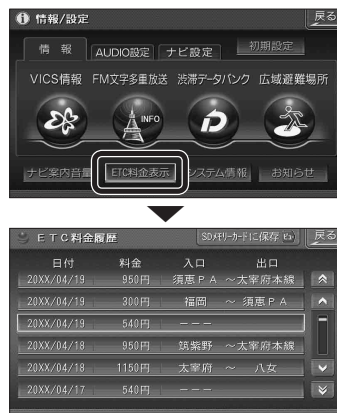 情報/設定
戻る
情 報
AUDIO設定
ナビ設定
初期設定
VICS情報
FM文字多重放送
渋滞データバンク
広域避難場所
INFO
ナビ案内音量
ETC料金表示
システム情報
お知らせ
ETC料金履歴
SDメモリーカードに保存
戻る
日付 料金 入口 出口
20XX/04/19 950円 須恵PA ～太宰府本線
20XX/04/19 300円 福岡 ～ 須恵PA
20XX/04/19 540円 ---
20XX/04/18 950円 筑紫野 ～太宰府本線
20XX/04/18 1150円 太宰府 ～ 八女
20XX/04/17 540円 ---